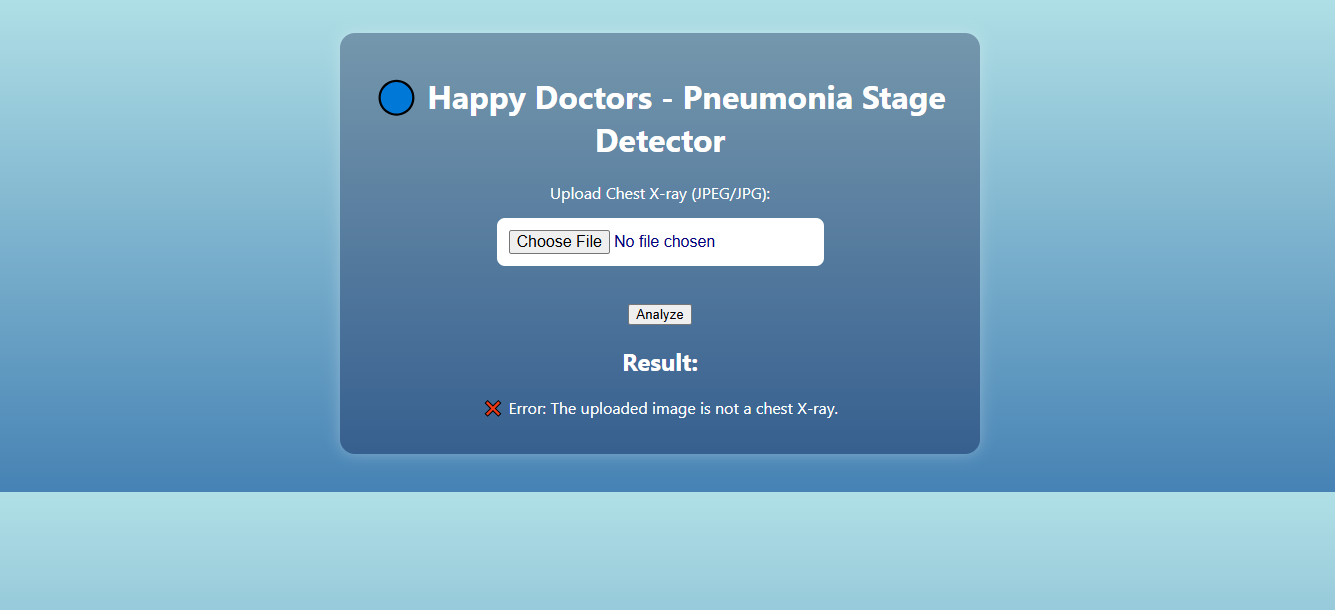 Happy Doctors - Pneumonia Stage
Detector
Upload Chest X-ray (JPEG/JPG):
Choose File No file chosen
Analyze
Result:
Error: The uploaded image is not a chest X-ray.